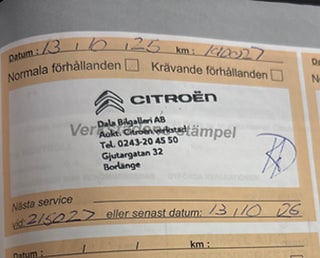 Datum: 13, 10, 25 km: 190027
Normala förhållanden Krävande förhållanden
CITROËN
Dala Bilgalleri AB
Aukt. Citroën verkstad
Tel. 0243-20 45 50
Gjutargatan 32
Borlänge
Nästa service
vid: 215027 eller senast datum: 13, 10 26
Datum: / / km: